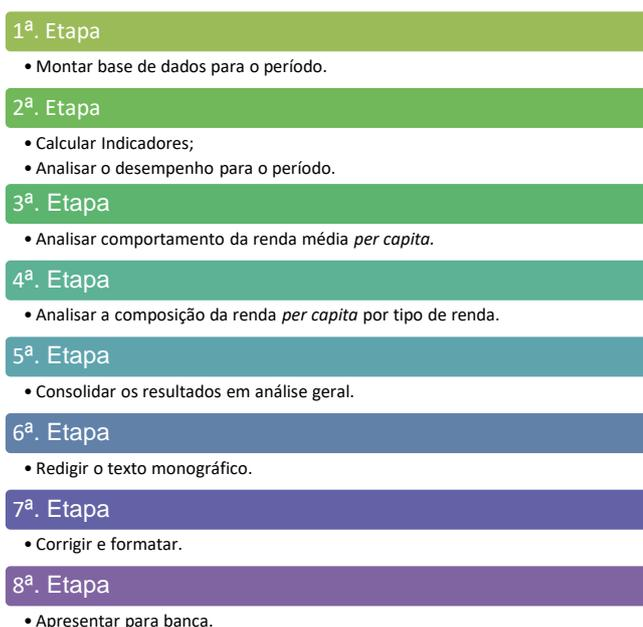 1ª. Etapa
• Montar base de dados para o período.
2ª. Etapa
• Calcular Indicadores;
• Analisar o desempenho para o período.
3ª. Etapa
• Analisar comportamento da renda média per capita.
4ª. Etapa
• Analisar a composição da renda per capita por tipo de renda.
5ª. Etapa
• Consolidar os resultados em análise geral.
6ª. Etapa
• Redigir o texto monográfico.
7ª. Etapa
• Corrigir e formatar.
8ª. Etapa
• Apresentar para banca.